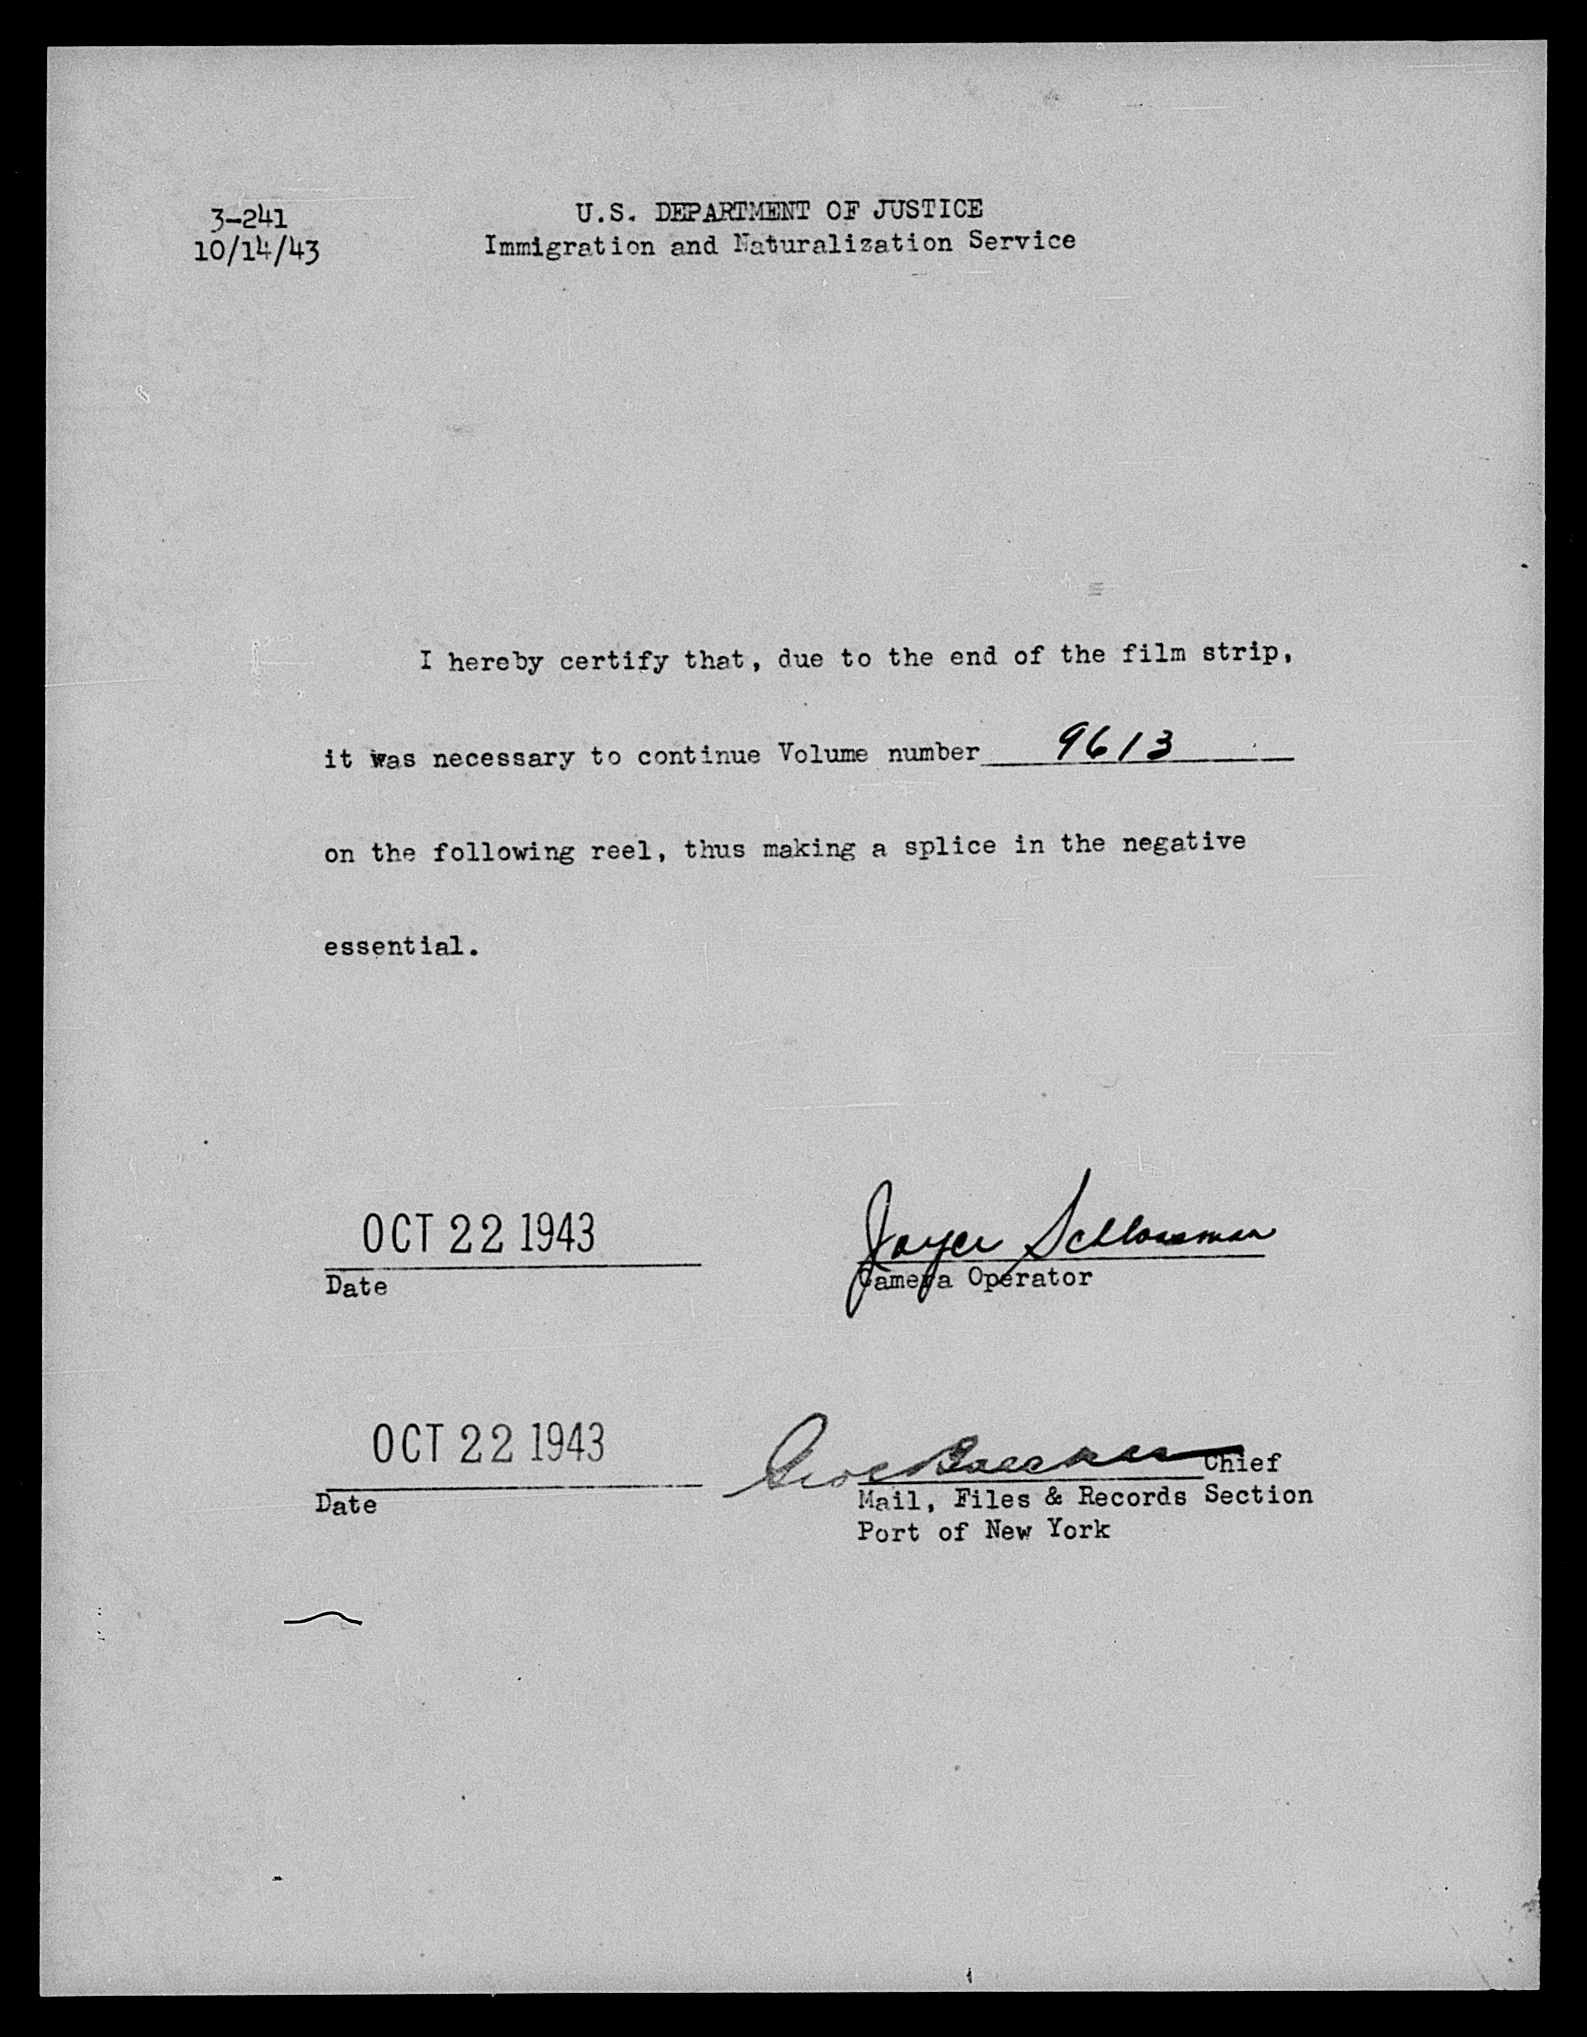 3-241
10/14/43
U.S. DEPARTMENT OF JUSTICE
Immigration and Naturalization Service
I hereby certify that, due to the end of the film strip,
it was necessary to continue Volume number 9613
on the following reel, thus making a splice in the negative
essential.
OCT 22 1943
Date
Schlossman
Camera Operator
OCT 22 1943
Date
Chief
Mail, Files & Records Section
Port of New York